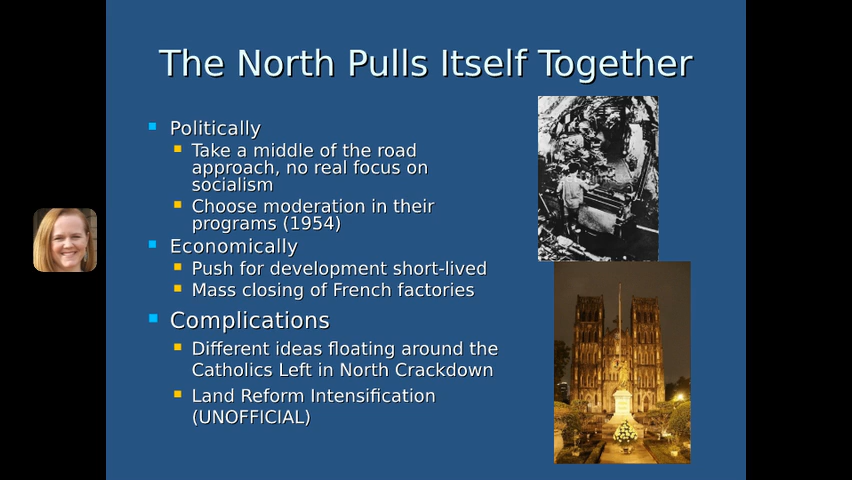 The North Pulls Itself Together
Politically
Take a middle of the road
approach, no real focus on
socialism
Choose moderation in their
programs (1954)
Economically
Push for development short-lived
Mass closing of French factories
Complications
Different ideas floating around the
Catholics Left in North Crackdown
Land Reform Intensification
(UNOFFICIAL)